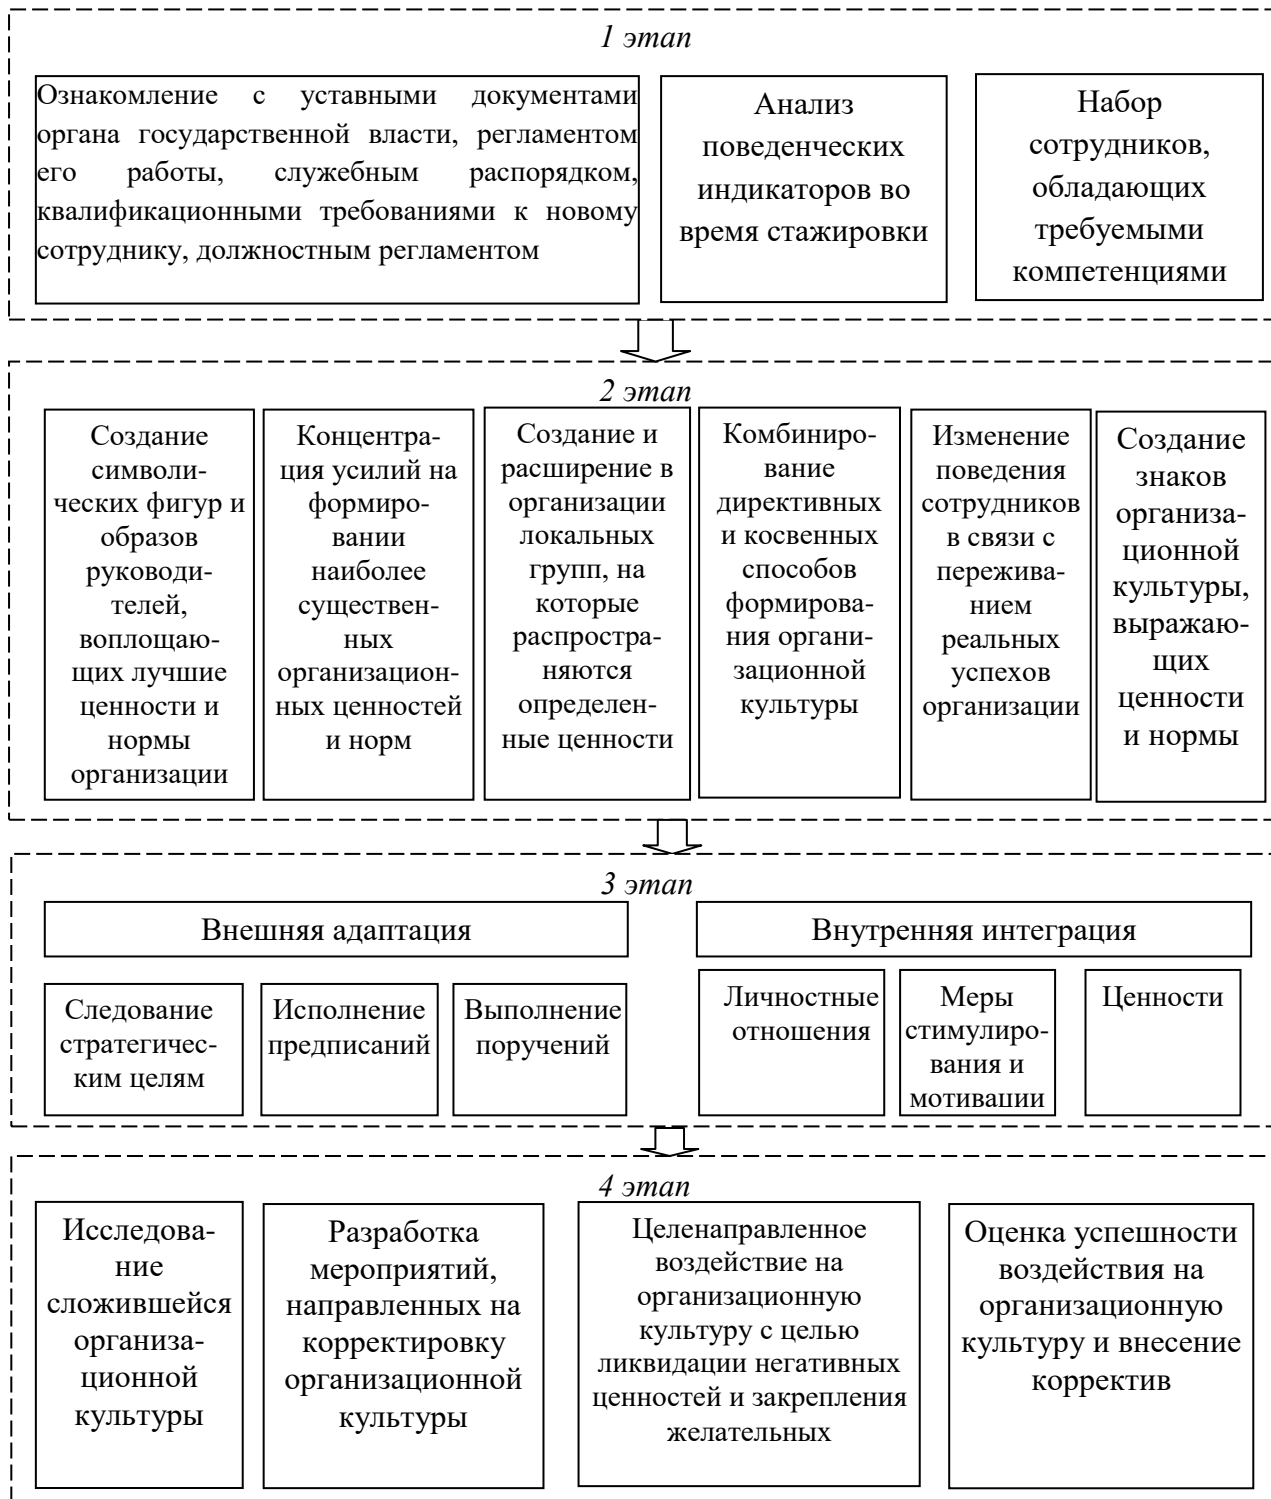 1 этап
Ознакомление с уставными документами
органа государственной власти, регламентом
его работы, служебным распорядком,
квалификационными требованиями к новому
сотруднику, должностным регламентом
Анализ
поведенческих
индикаторов во
время стажировки
Набор
сотрудников,
обладающих
требуемыми
компетенциями
2 этап
Создание
символи-
ческих фигур и
образов
руководи-
телей,
воплощаю-
щих лучшие
ценности и
нормы
организации
Концентра-
ция усилий на
формиро-
вании
наиболее
существен-
ных
организацион-
ных ценностей
и норм
Создание и
расширение в
организации
локальных
групп, на
которые
распростра-
няются
определен-
ные ценности
Комбиниро-
вание
директивных
и косвенных
способов
формирова-
ния органи-
зационной
культуры
Изменение
поведения
сотрудников
в связи с
пережива-
нием
реальных
успехов
организации
Создание
знаков
организа-
ционной
культуры,
выражаю-
щих
ценности
и нормы
3 этап
Внешняя адаптация
Следование
стратегичес-
ким целям
Исполнение
предписаний
Выполнение
поручений
Внутренняя интеграция
Личностные
отношения
Меры
стимулиро-
вания и
мотивации
Ценности
4 этап
Исследова-
ние
сложившейся
организа-
ционной
культуры
Разработка
мероприятий,
направленных на
корректировку
организационной
культуры
Целенаправленное
воздействие на
организационную
культуру с целью
ликвидации негативных
ценностей и закрепления
желательных
Оценка успешности
воздействия на
организационную
культуру и внесение
корректив